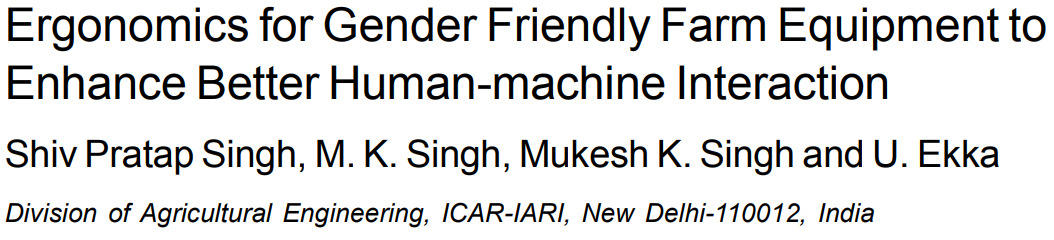 Ergonomics for Gender Friendly Farm Equipment to
Enhance Better Human-machine Interaction
Shiv Pratap Singh, M. K. Singh, Mukesh K. Singh and U. Ekka
Division of Agricultural Engineering, ICAR-IARI, New Delhi-110012, India